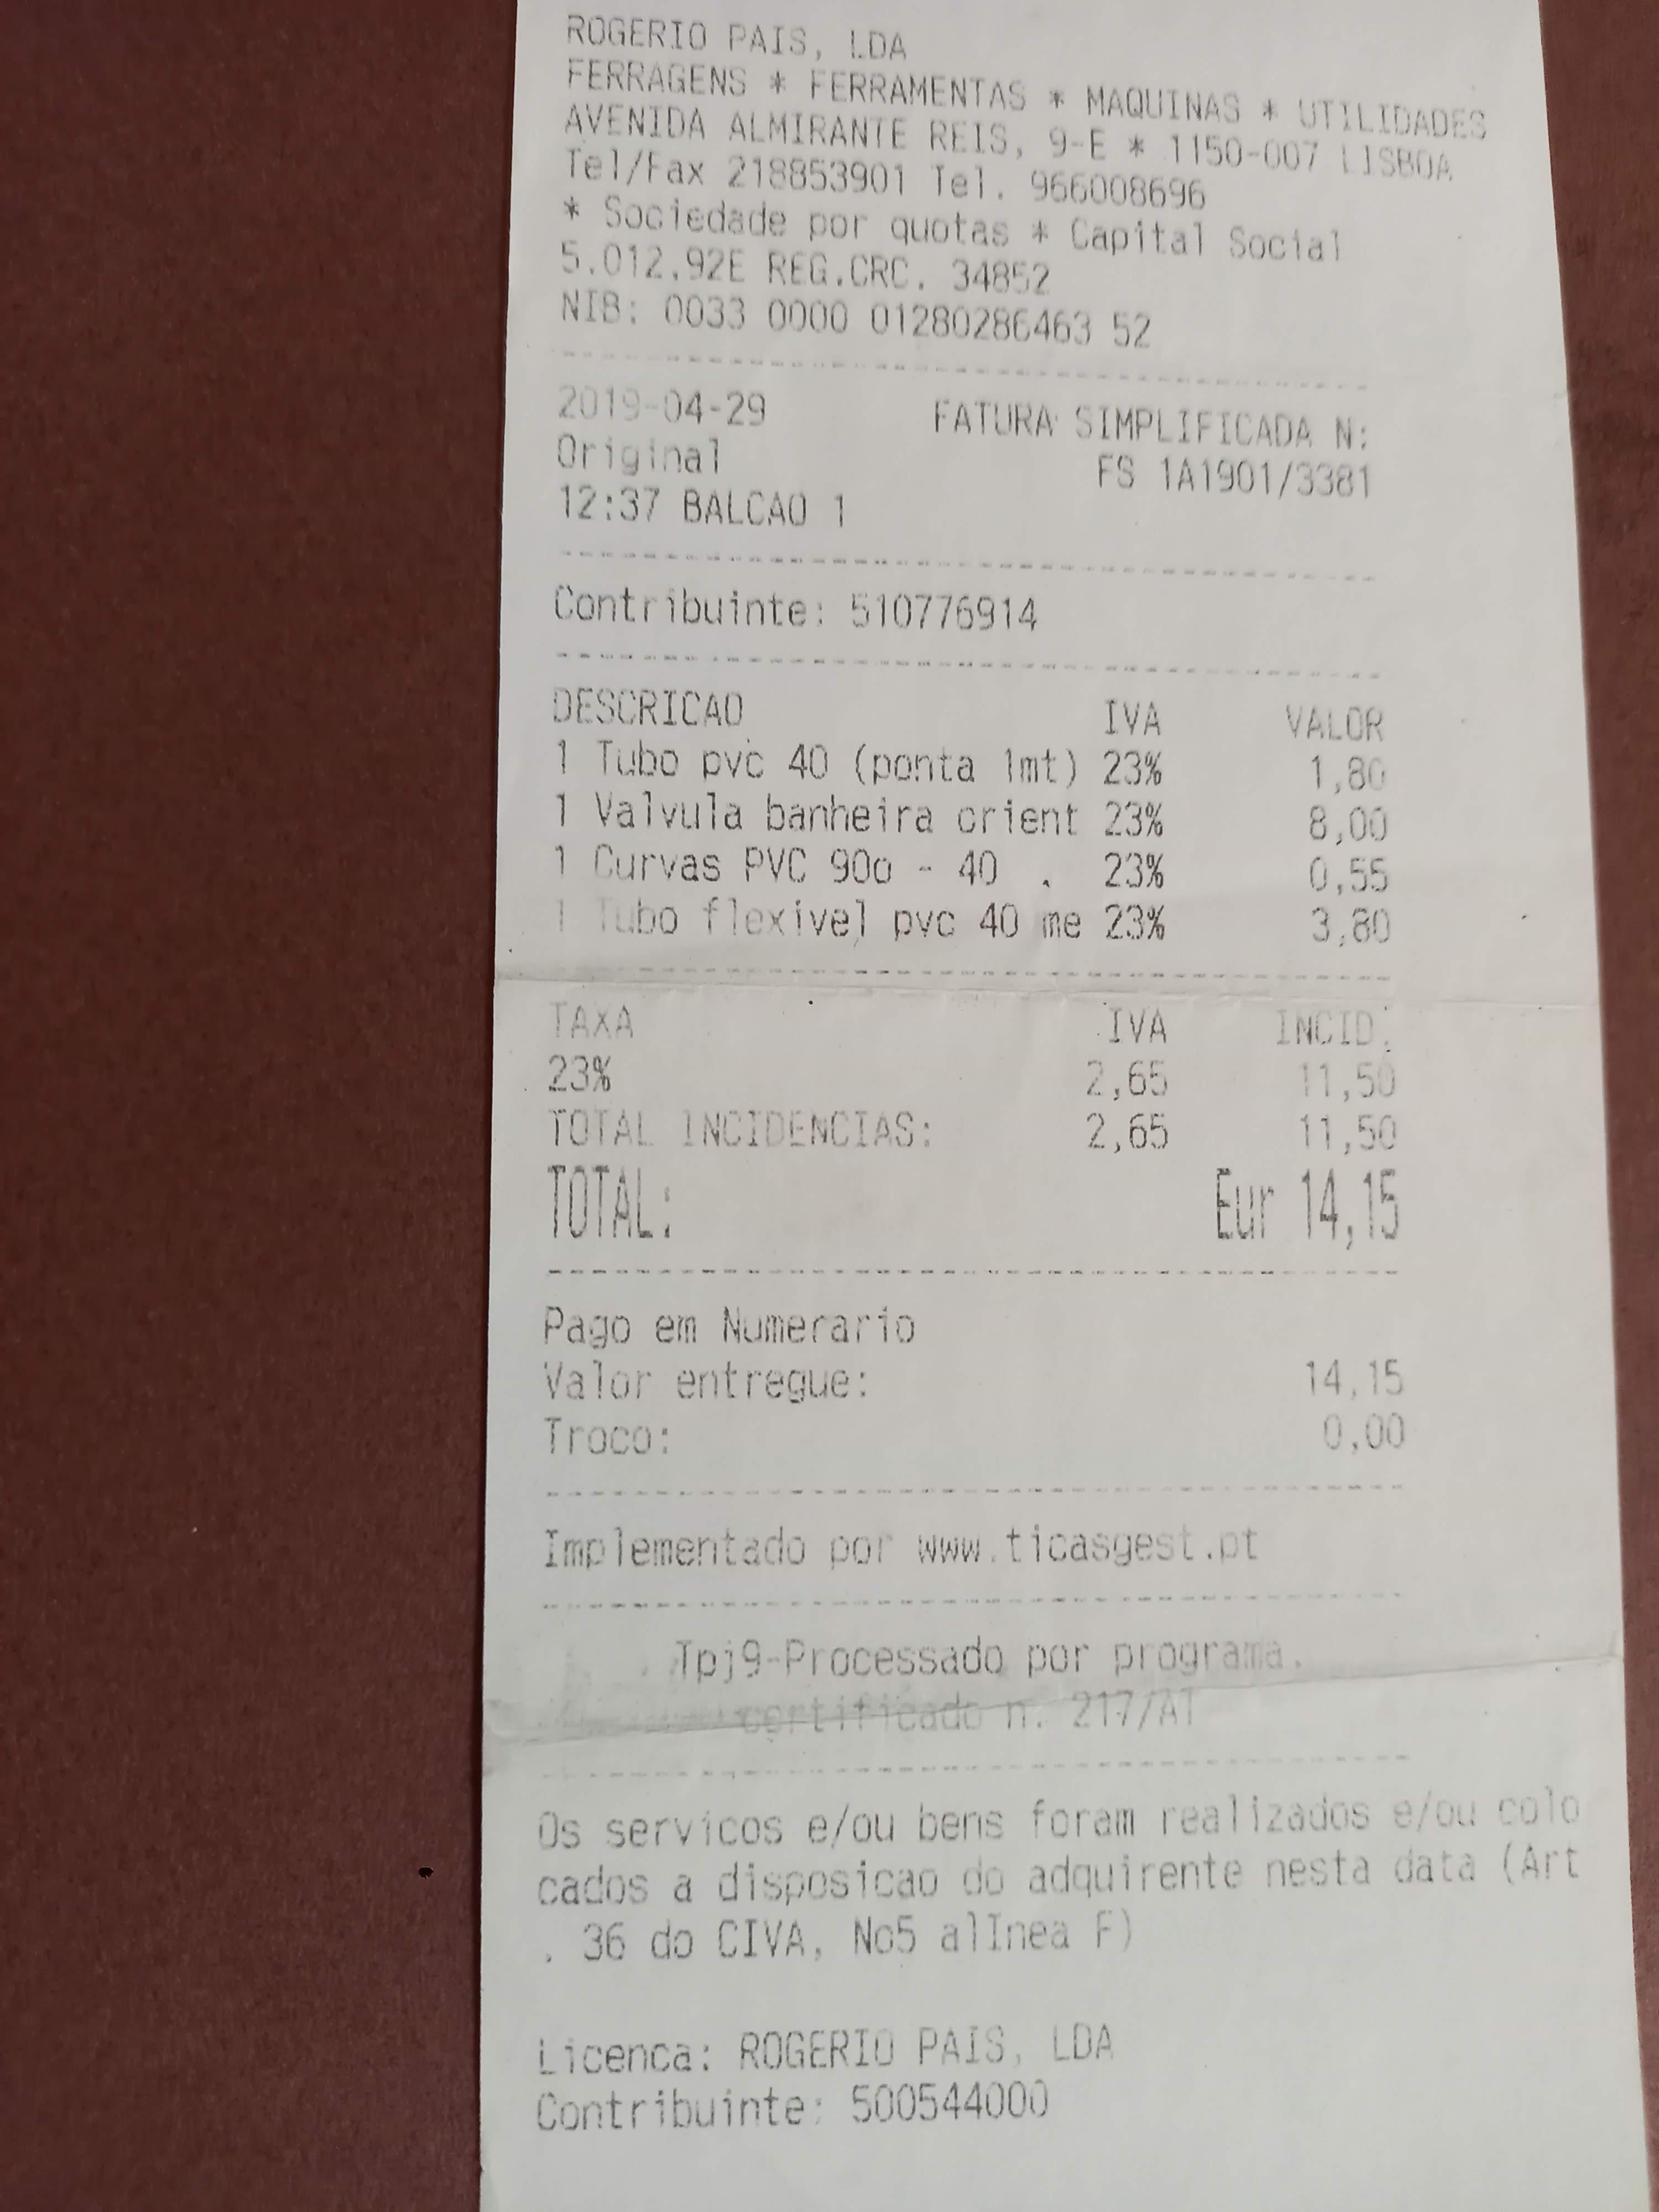 ROGERIO PAIS, LDA
FERRAGENS * FERRAMENTAS * MAQUINAS * UTILIDADES
AVENIDA ALMIRANTE REIS, 9-E * 1150-007 LISBOA
Tel/Fax 218853901 Tel. 966008696
* Sociedade por quotas * Capital Social
5.012,92E REG.CRC. 34852
NIB: 0033 0000 01280286463 52
2019-04-29 FATURA SIMPLIFICADA N:
Original FS 1A1901/3381
12:37 BALCAO 1
Contribuinte: 510776914
DESCRICAO IVA VALOR
1 Tubo pvc 40 (ponta 1mt) 23% 1,80
1 Valvula banheira orient 23% 8,00
1 Curvas PVC 90o - 40 . 23% 0,55
1 Tubo flexivel pvc 40 me 23% 3,80
TAXA IVA INCID.
23% 2,65 11,50
TOTAL INCIDENCIAS: 2,65 11,50
TOTAL: Eur 14,15
Pago em Numerario
Valor entregue: 14,15
Troco: 0,00
Implementado por www.ticasgest.pt
Tpj9-Processado por programa.
certificado n. 217/AT
Os servicos e/ou bens foram realizados e/ou colo
cados a disposicao do adquirente nesta data (Art
. 36 do CIVA, No5 alInea F)
Licenca: ROGERIO PAIS, LDA
Contribuinte: 500544000